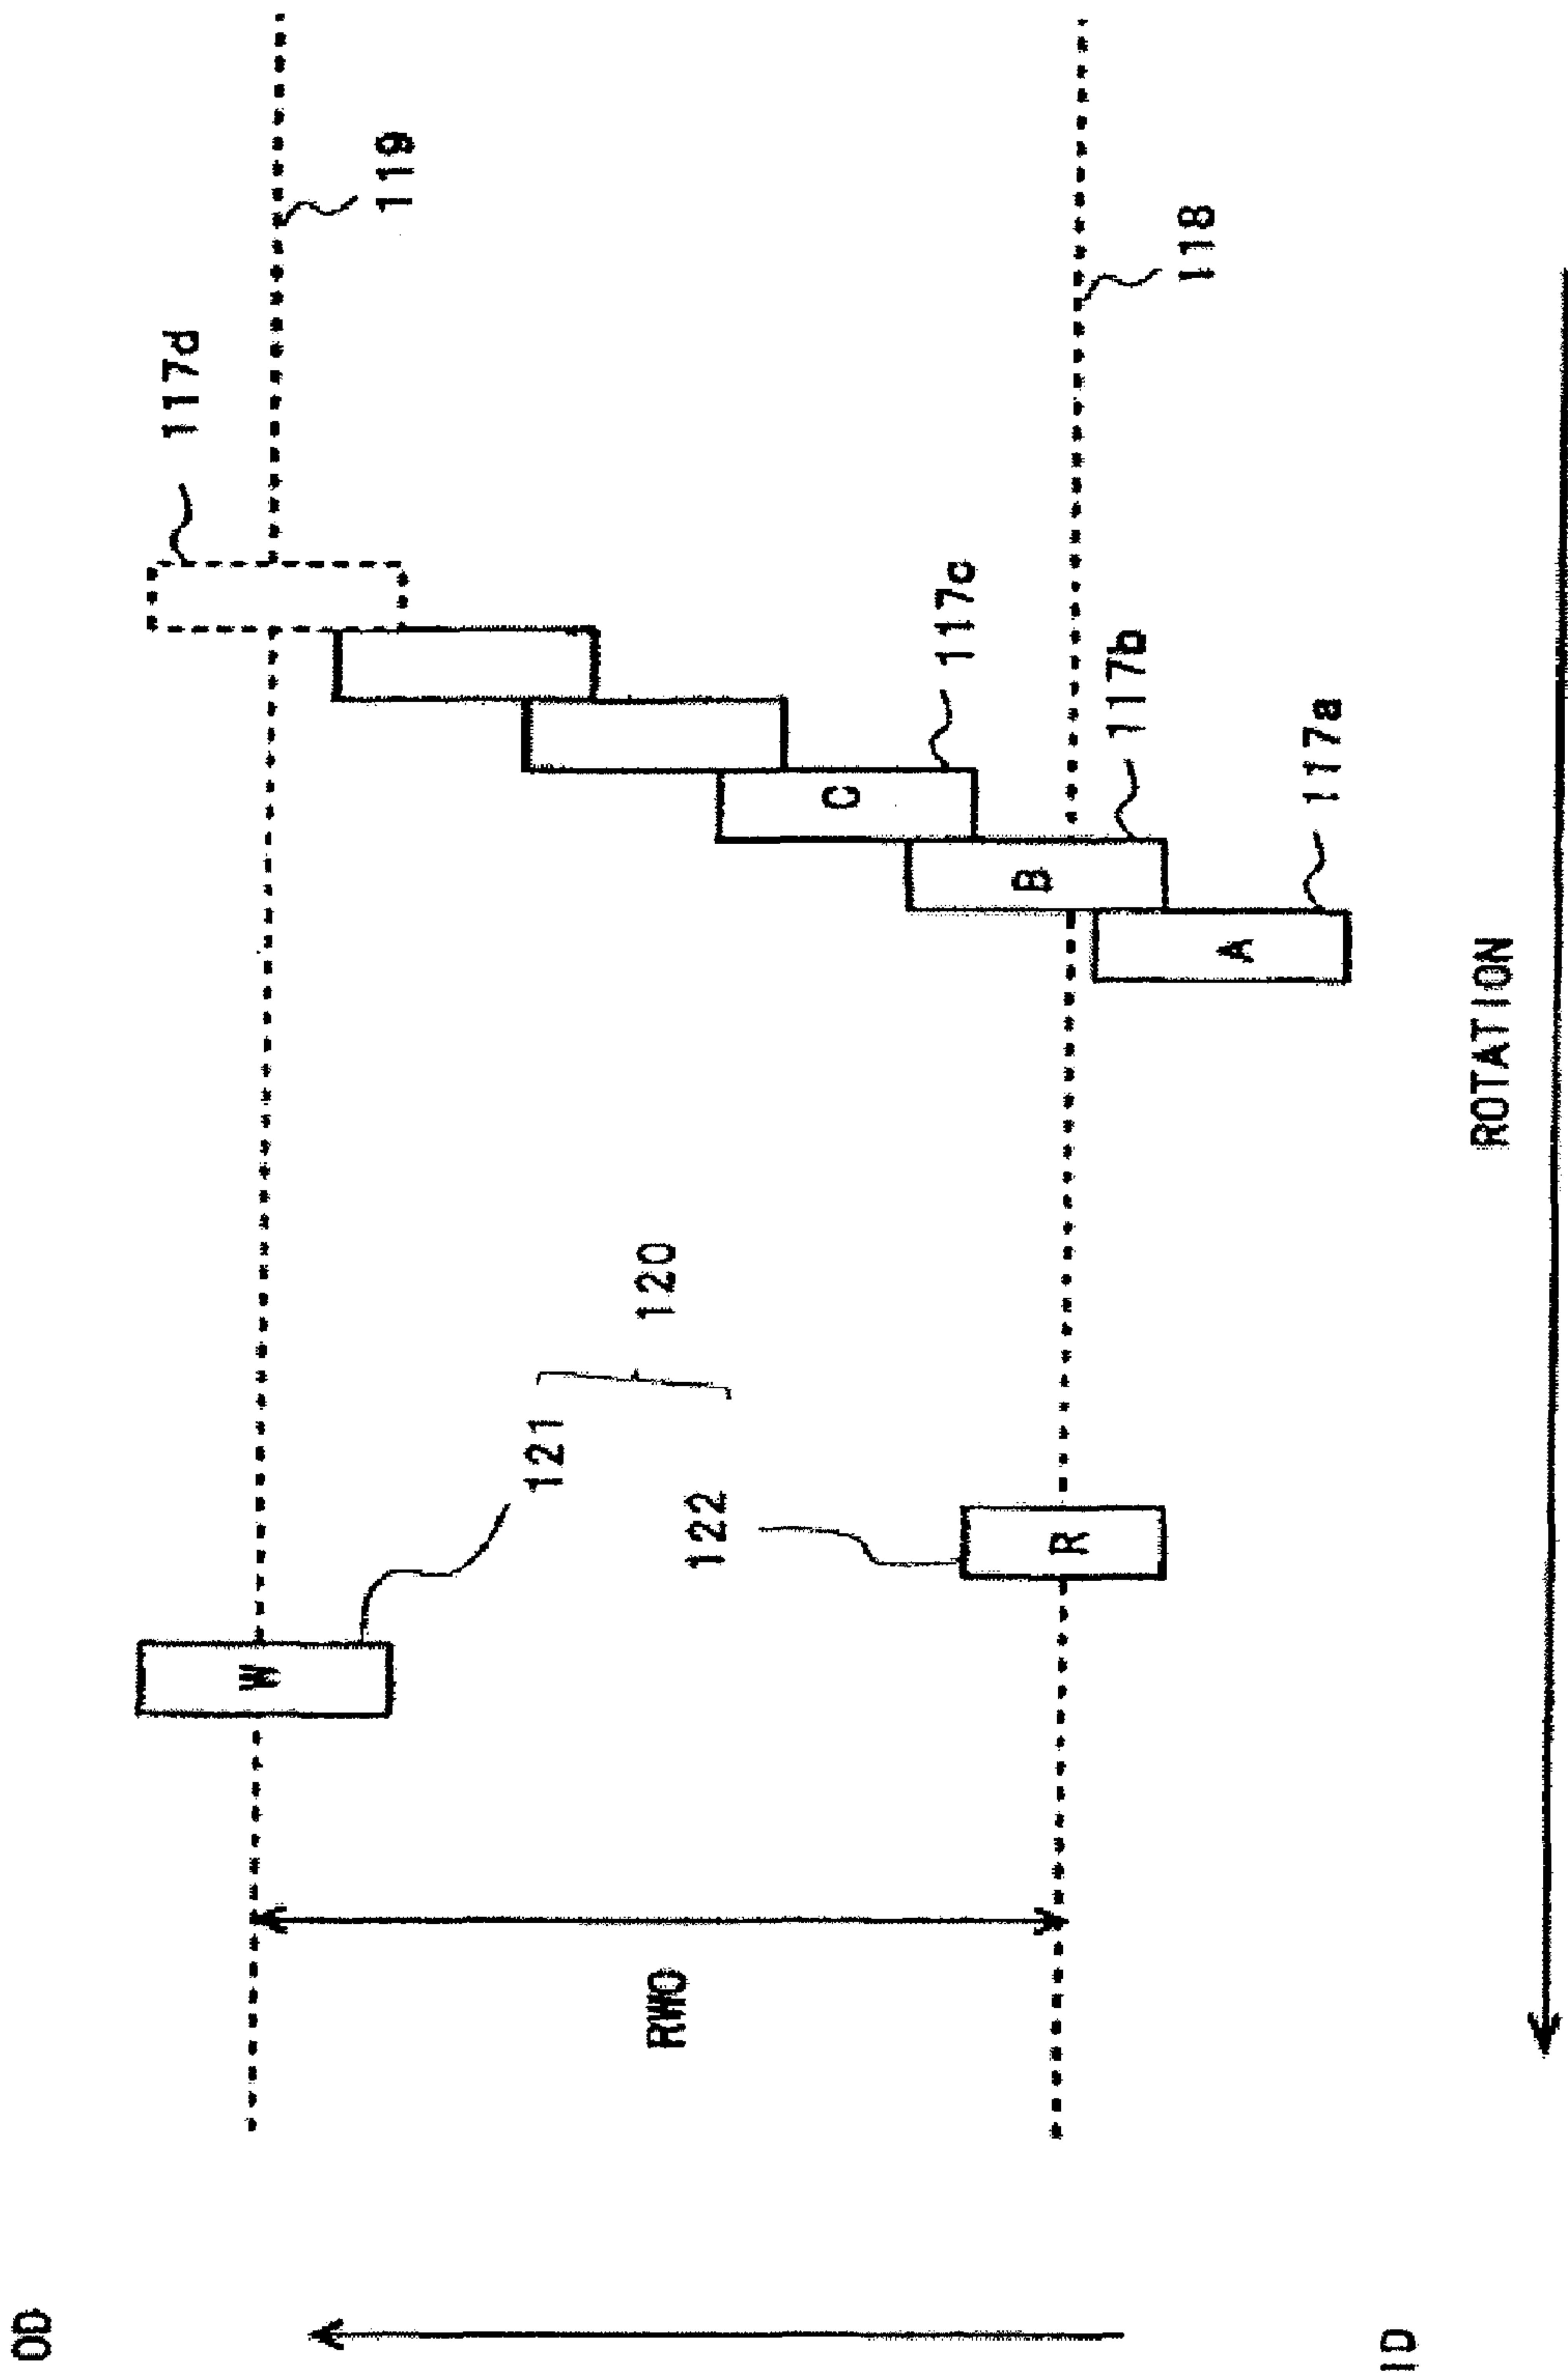 OD
ID
RWO
W
121
120
122
R
117d
119
117c
C
118
117b
B
117a
A
ROTATION